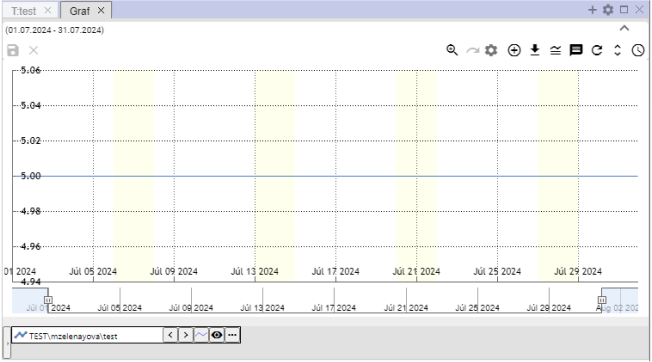 T:test
Graf
(01.07.2024 - 31.07.2024)
5.06
5.04
5.02
5.00
4.98
4.96
4.94
01 2024 Júl 05 2024 Júl 09 2024 Júl 13 2024 Júl 17 2024 Júl 21 2024 Júl 25 2024 Júl 29 2024
Júl 01 2024 Júl 05 2024 Júl 09 2024 Júl 13 2024 Júl 17 2024 Júl 21 2024 Júl 25 2024 Júl 29 2024 Aug 02 202
TEST\mzelenayova\test